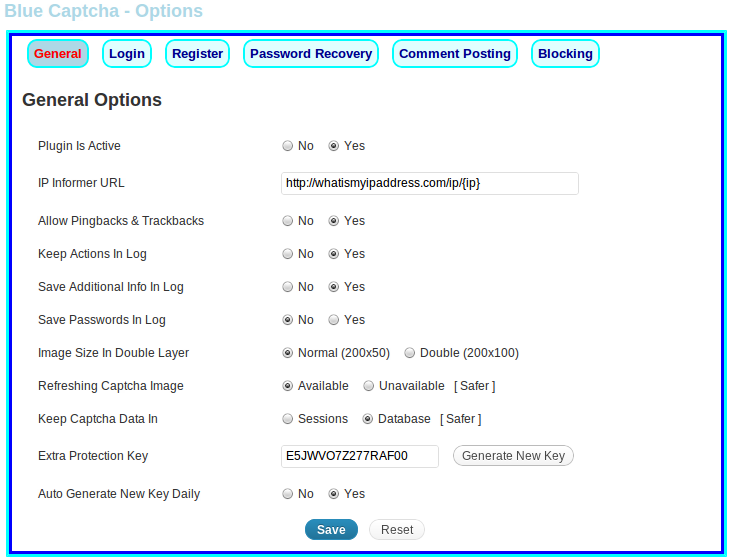 Blue Captcha - Options
General Login Register Password Recovery Comment Posting Blocking
General Options
Plugin Is Active No Yes
IP Informer URL http://whatismyipaddress.com/ip/{ip}
Allow Pingbacks & Trackbacks No Yes
Keep Actions In Log No Yes
Save Additional Info In Log No Yes
Save Passwords In Log No Yes
Image Size In Double Layer Normal (200x50) Double (200x100)
Refreshing Captcha Image Available Unavailable [ Safer ]
Keep Captcha Data In Sessions Database [ Safer ]
Extra Protection Key E5JWVO7Z277RAF00 Generate New Key
Auto Generate New Key Daily No Yes
Save Reset